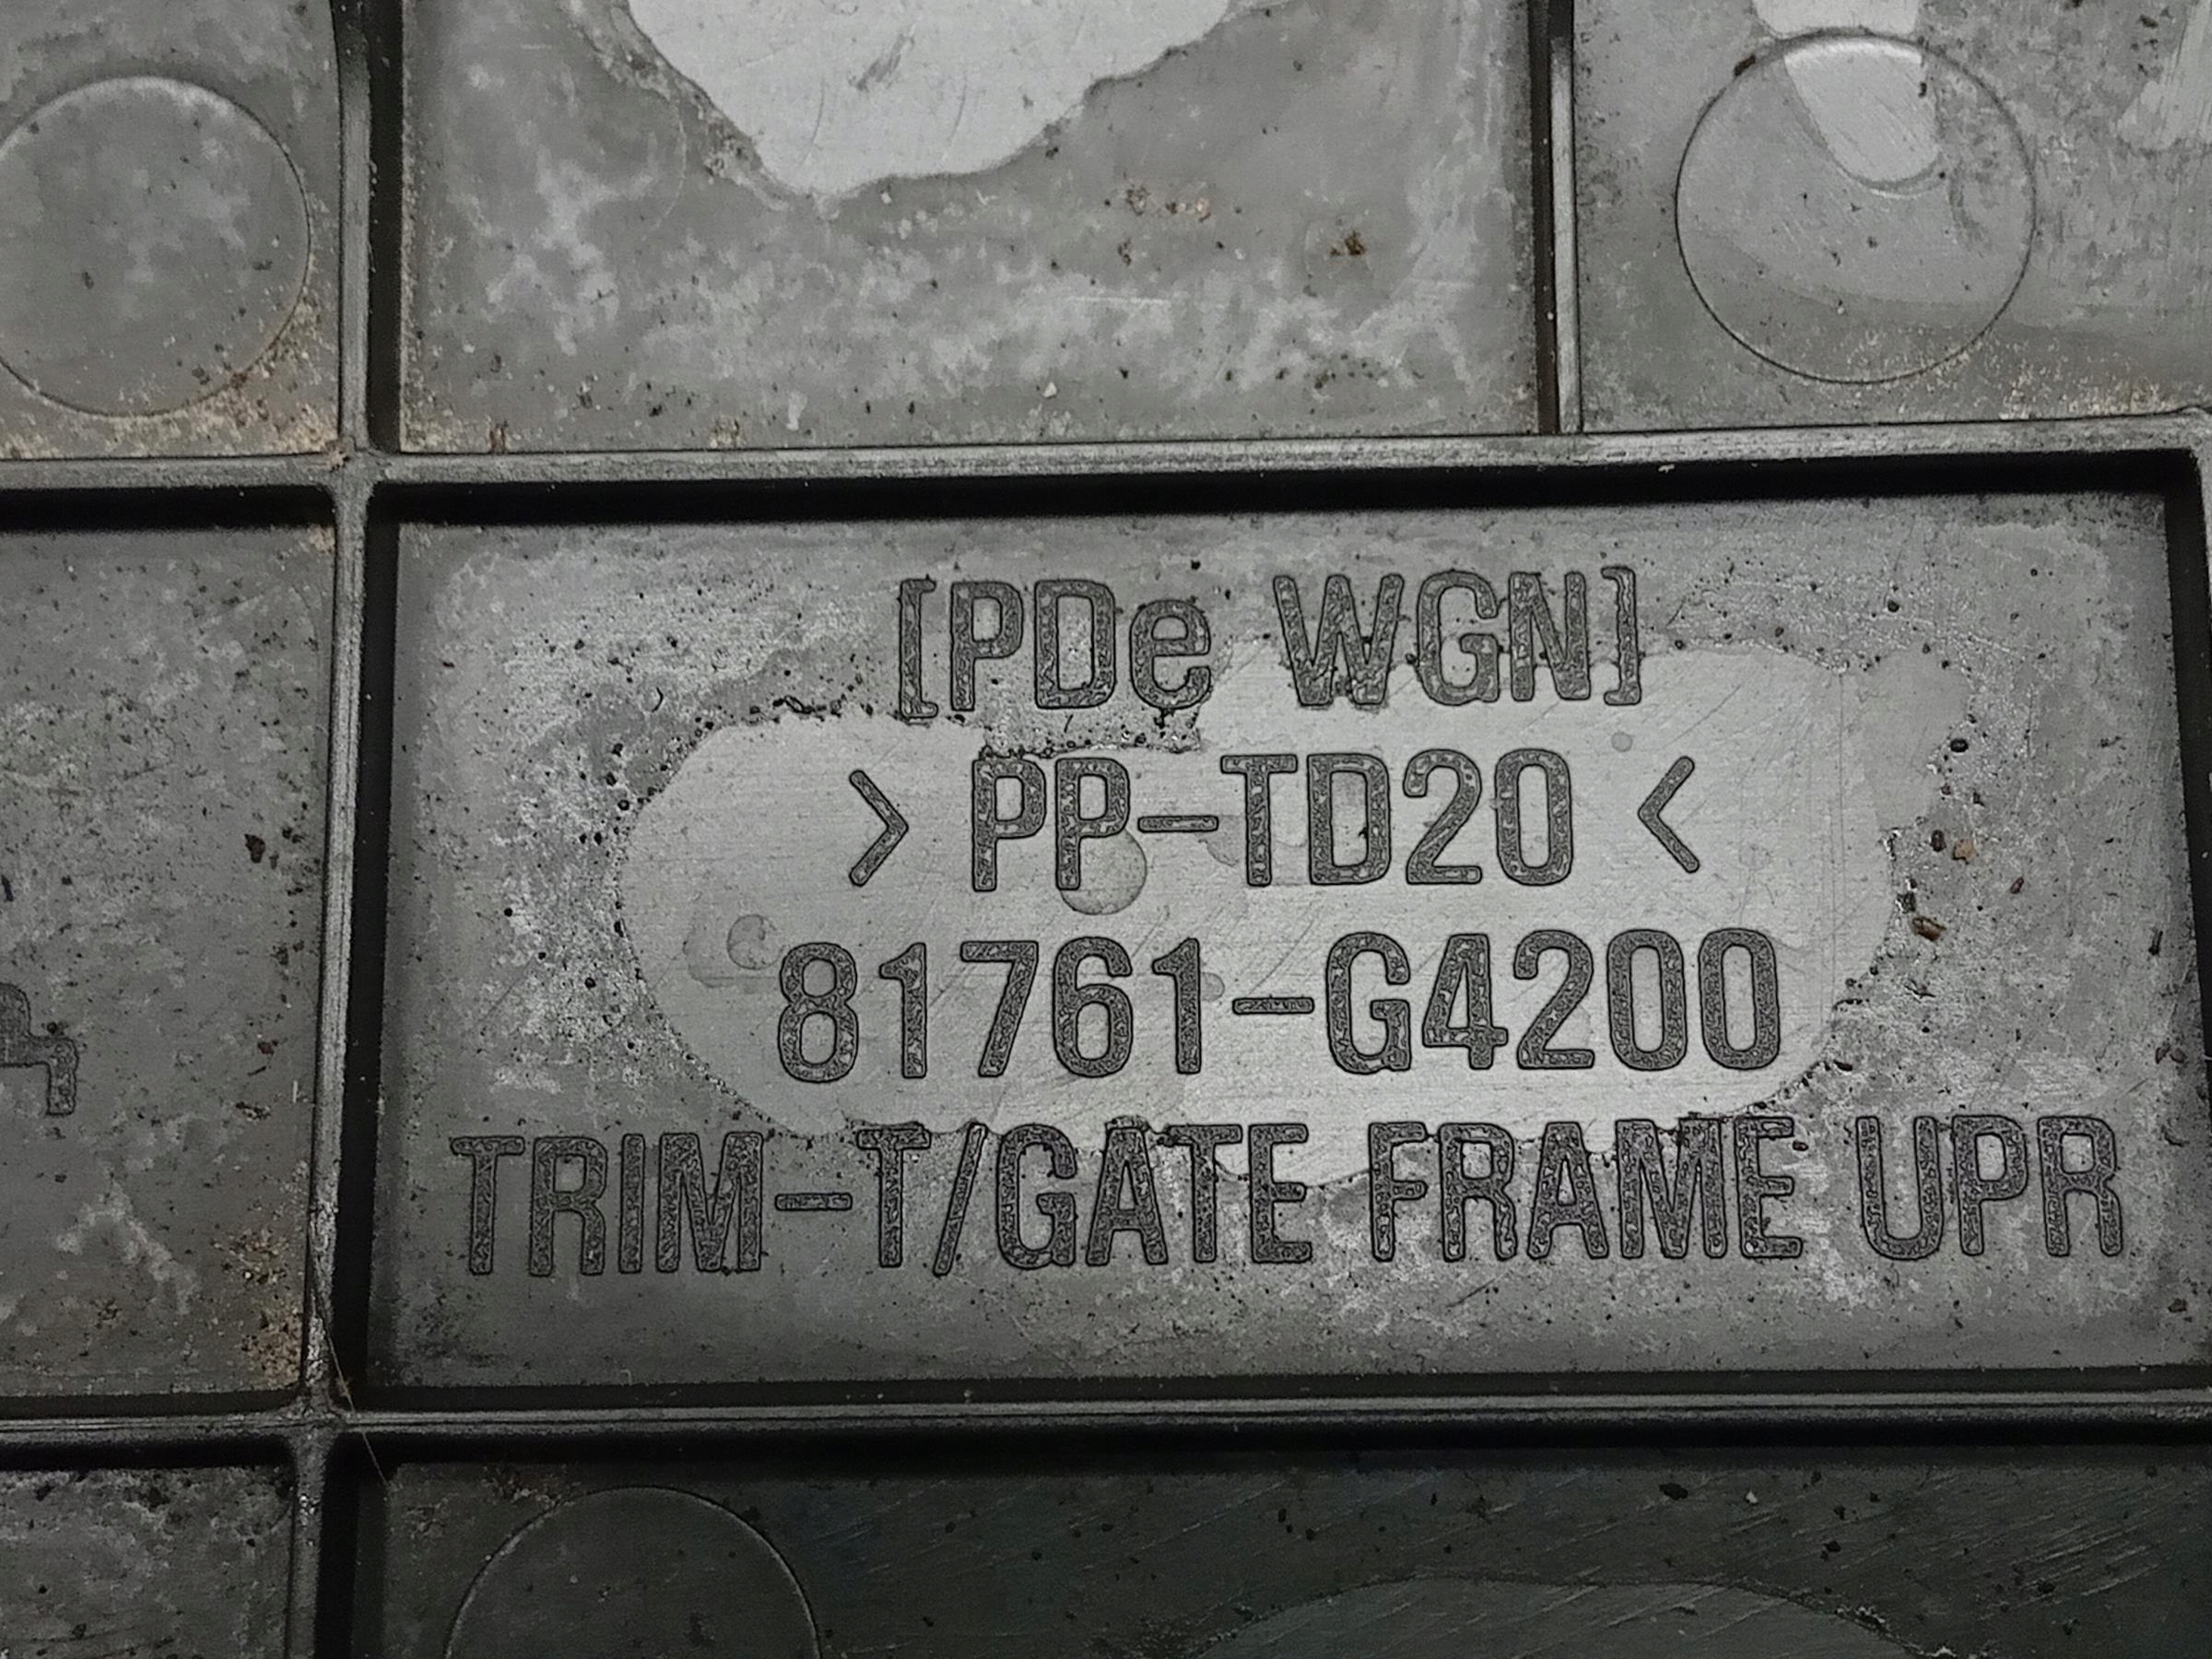 [PDe WGN]
> PP-TD20 <
81761-G4200
TRIM-T/GATE FRAME UPR